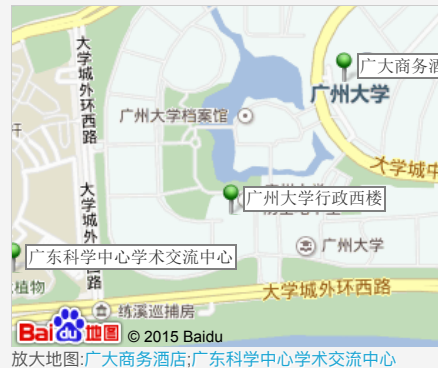 广大商务酒
广州大学
大学城外环西路
广州大学档案馆
大学城中
大学城外环西路
广州大学行政西楼
广州大学
广东科学中心学术交流中心
植物
大学城外环西路
练溪巡捕房
Bai du 地图 © 2015 Baidu
放大地图:广大商务酒店;广东科学中心学术交流中心